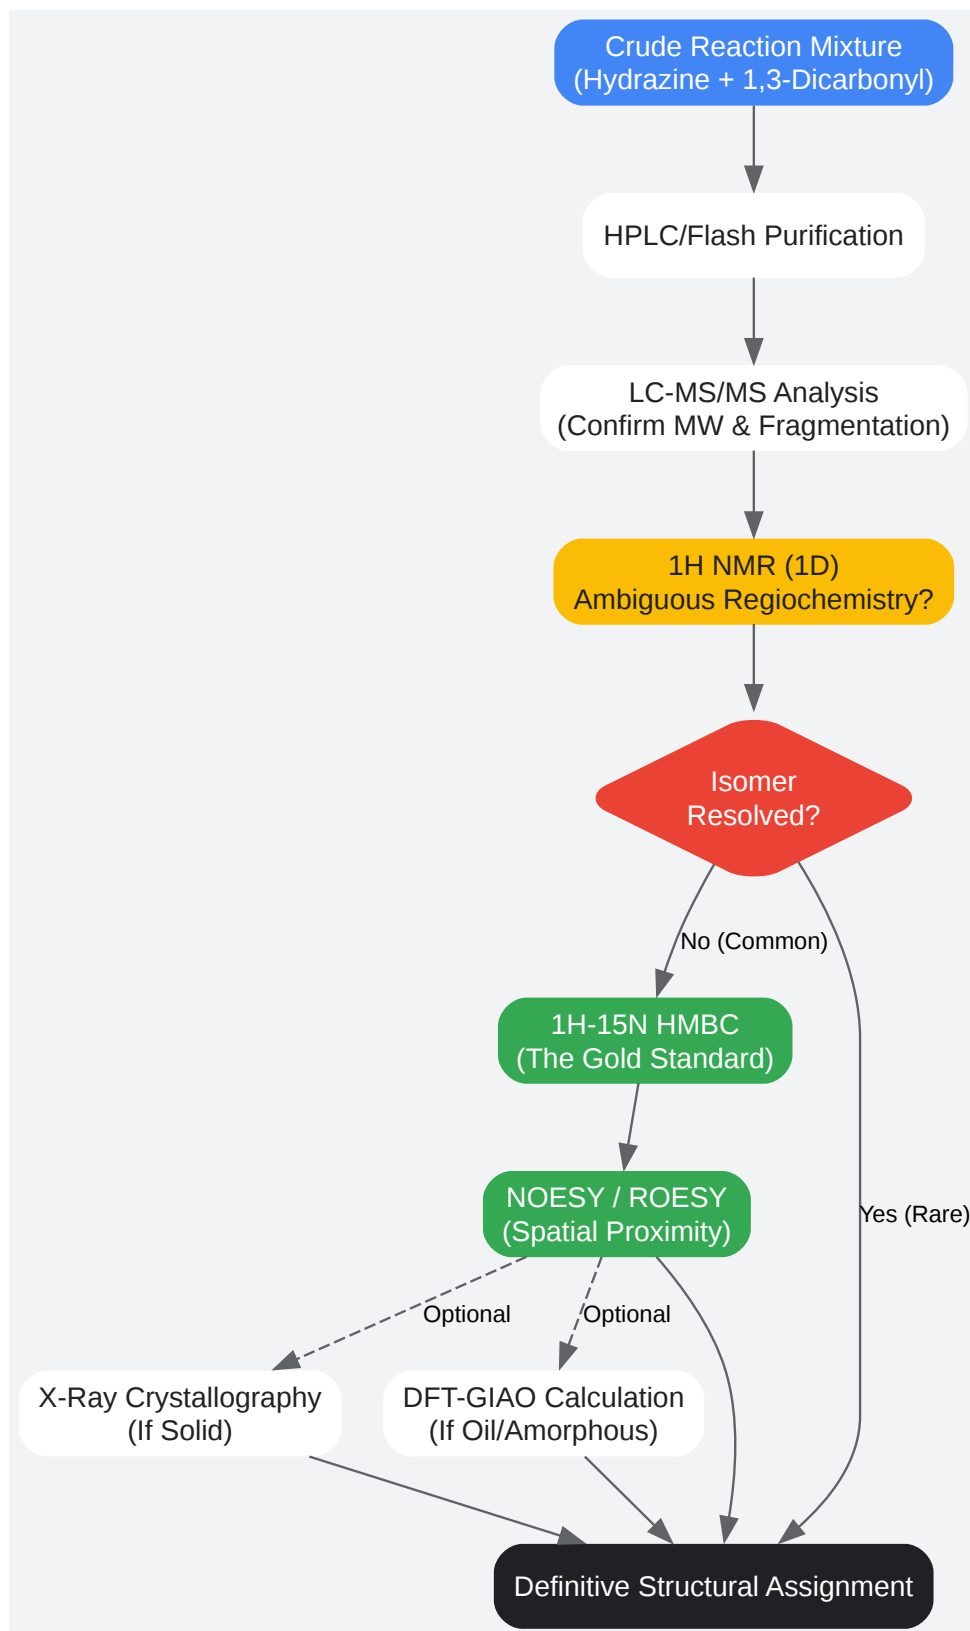 Crude Reaction Mixture
(Hydrazine + 1,3-Dicarbonyl)
HPLC/Flash Purification
LC-MS/MS Analysis
(Confirm MW & Fragmentation)
1H NMR (1D)
Ambiguous Regiochemistry?
Isomer
Resolved?
No (Common)
1H-15N HMBC
(The Gold Standard)
NOESY / ROESY
(Spatial Proximity)
Yes (Rare)
Optional
Optional
X-Ray Crystallography
(If Solid)
DFT-GIAO Calculation
(If Oil/Amorphous)
Definitive Structural Assignment